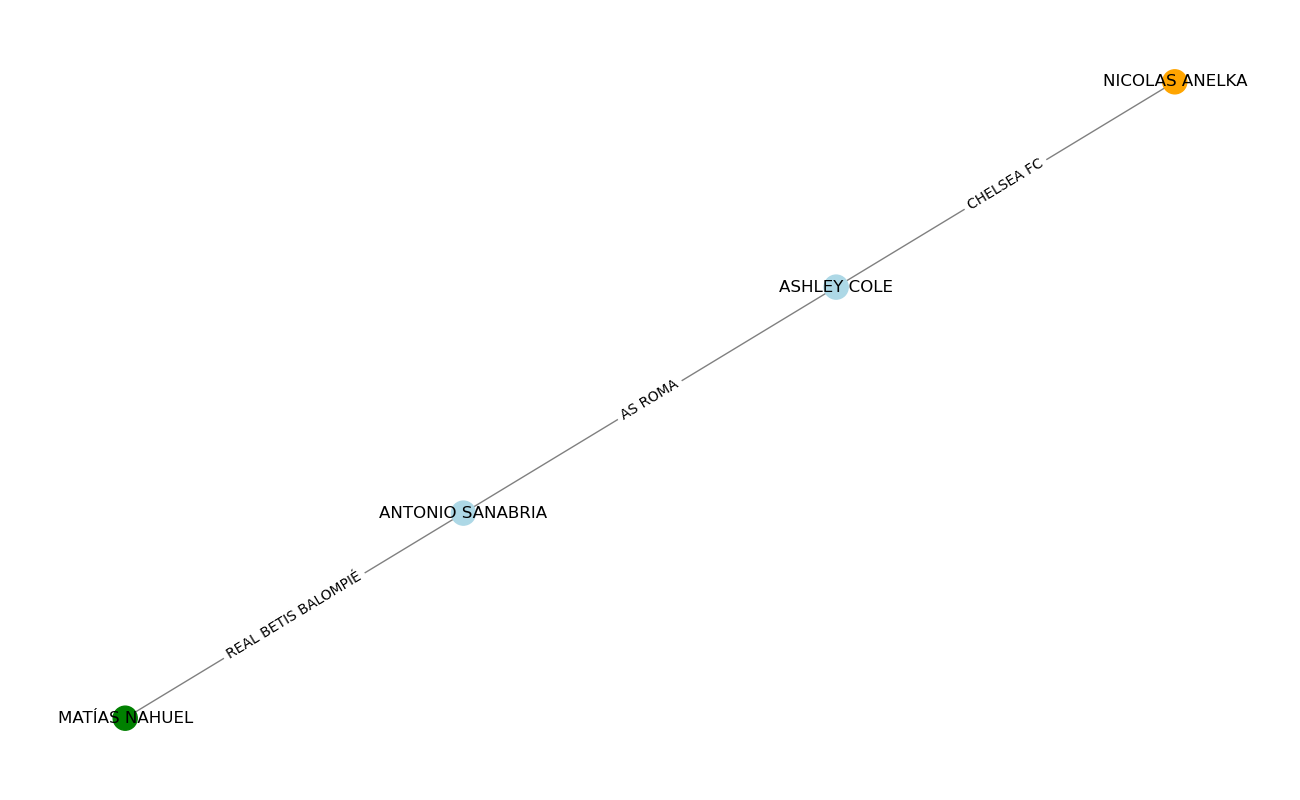 NICOLAS ANELKA
CHELSEA FC
ASHLEY COLE
AS ROMA
ANTONIO SANABRIA
REAL BETIS BALOMPIÉ
MATÍAS NAHUEL